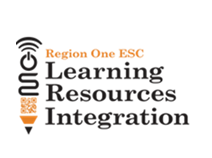 Region One ESC
Learning
Resources
Integration